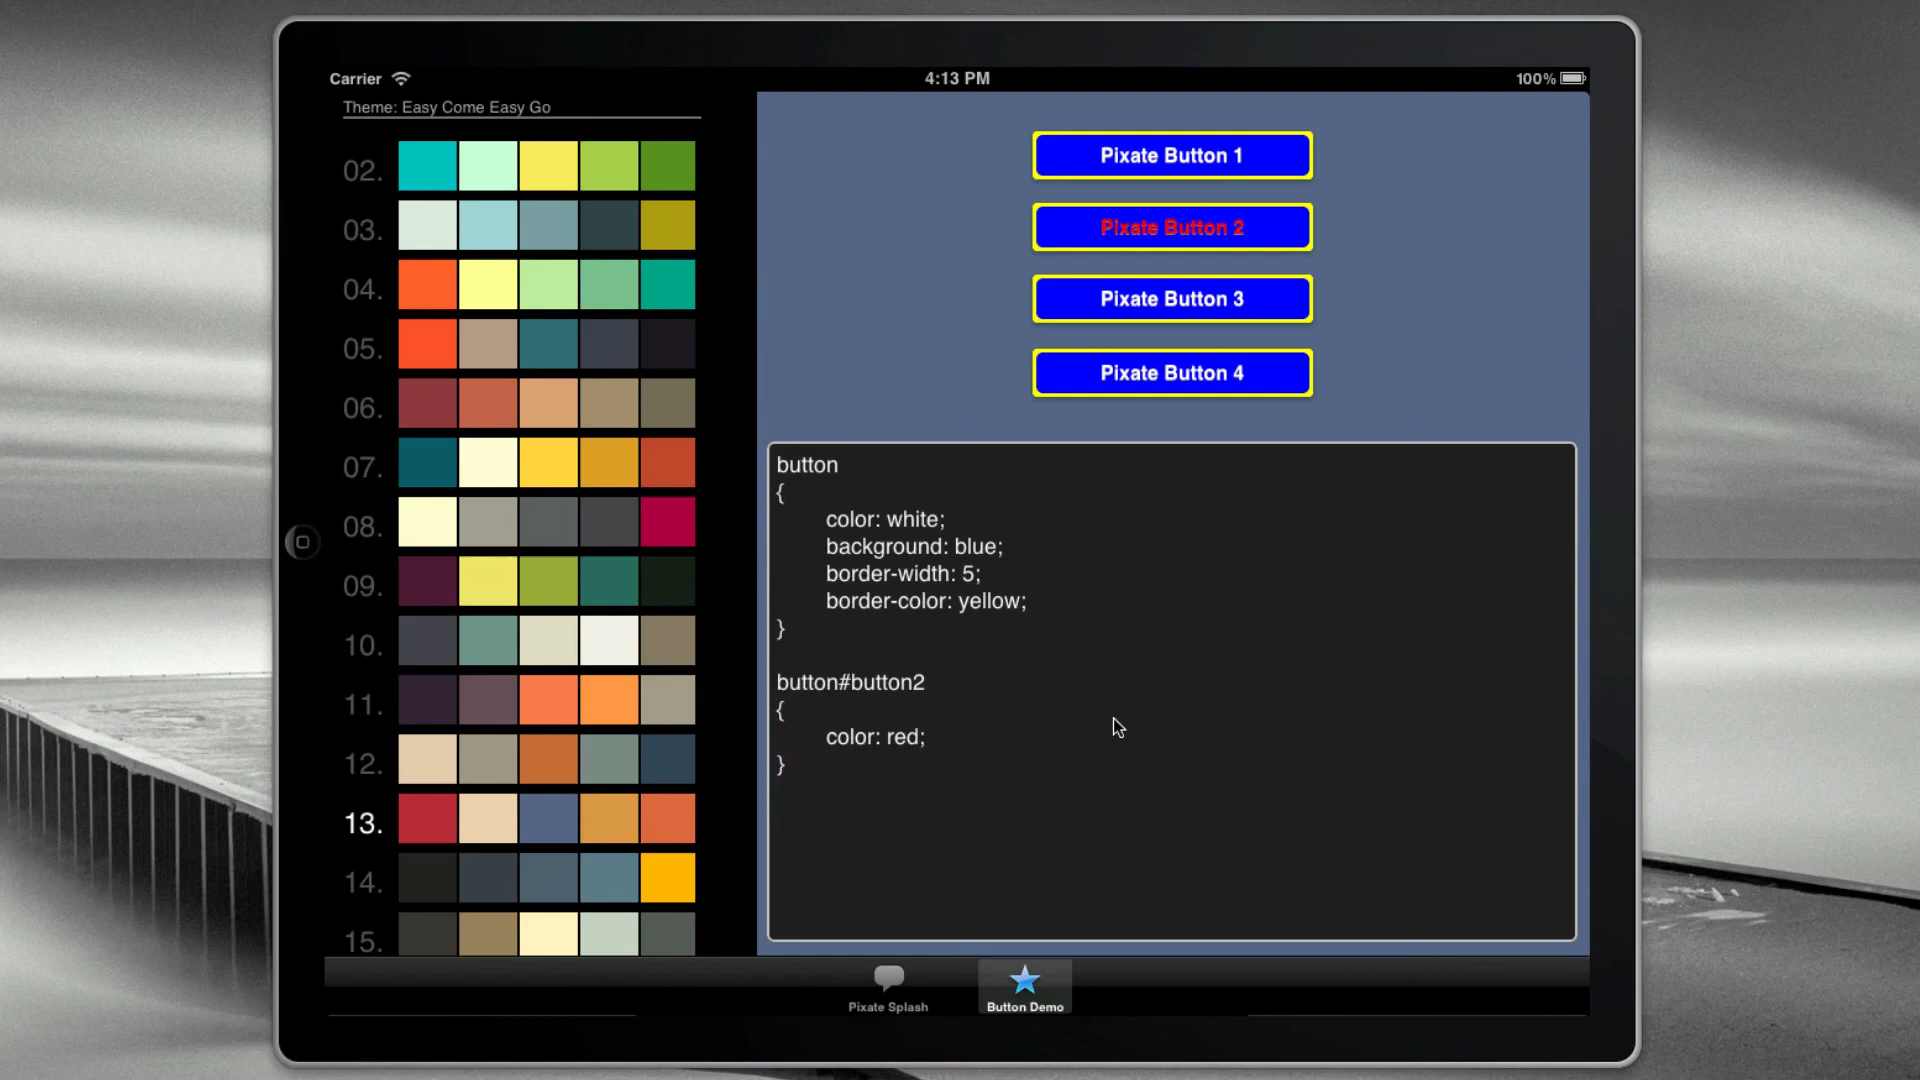 Carrier 4:13 PM 100%
Theme: Easy Come Easy Go
02.
03.
04.
05.
06.
07.
08.
09.
10.
11.
12.
13.
14.
15.
Pixate Button 1
Pixate Button 2
Pixate Button 3
Pixate Button 4
button
{
color: white;
background: blue;
border-width: 5;
border-color: yellow;
}
button#button2
{
color: red;
}
Pixate Splash
Button Demo